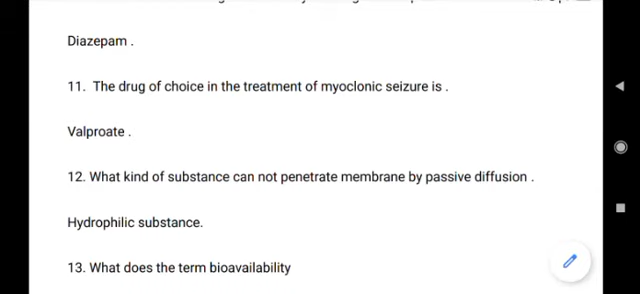 Diazepam .
11. The drug of choice in the treatment of myoclonic seizure is .
Valproate .
12. What kind of substance can not penetrate membrane by passive diffusion .
Hydrophilic substance.
13. What does the term bioavailability